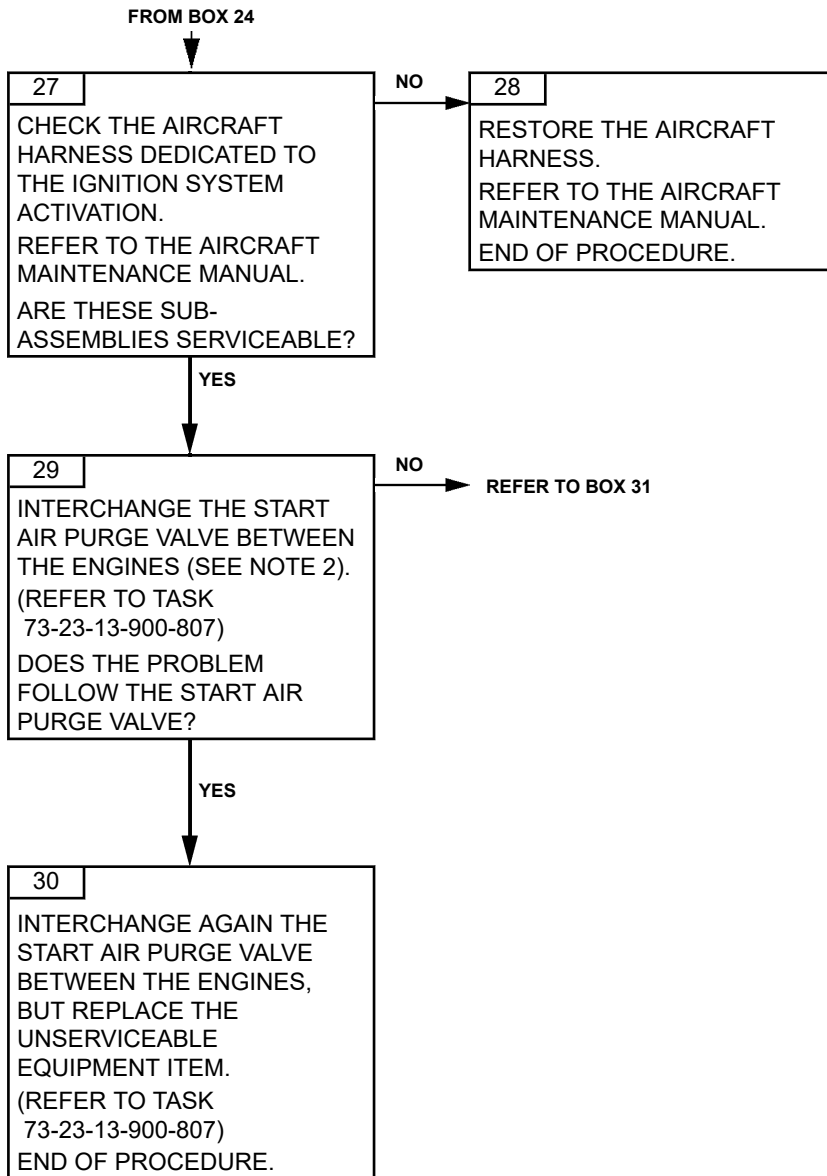 FROM BOX 24
27
CHECK THE AIRCRAFT
HARNESS DEDICATED TO
THE IGNITION SYSTEM
ACTIVATION.
REFER TO THE AIRCRAFT
MAINTENANCE MANUAL.
ARE THESE SUB-
ASSEMBLIES SERVICEABLE?
NO
28
RESTORE THE AIRCRAFT
HARNESS.
REFER TO THE AIRCRAFT
MAINTENANCE MANUAL.
END OF PROCEDURE.
YES
29
INTERCHANGE THE START
AIR PURGE VALVE BETWEEN
THE ENGINES (SEE NOTE 2).
(REFER TO TASK
73-23-13-900-807)
DOES THE PROBLEM
FOLLOW THE START AIR
PURGE VALVE?
NO
REFER TO BOX 31
YES
30
INTERCHANGE AGAIN THE
START AIR PURGE VALVE
BETWEEN THE ENGINES,
BUT REPLACE THE
UNSERVICEABLE
EQUIPMENT ITEM.
(REFER TO TASK
73-23-13-900-807)
END OF PROCEDURE.